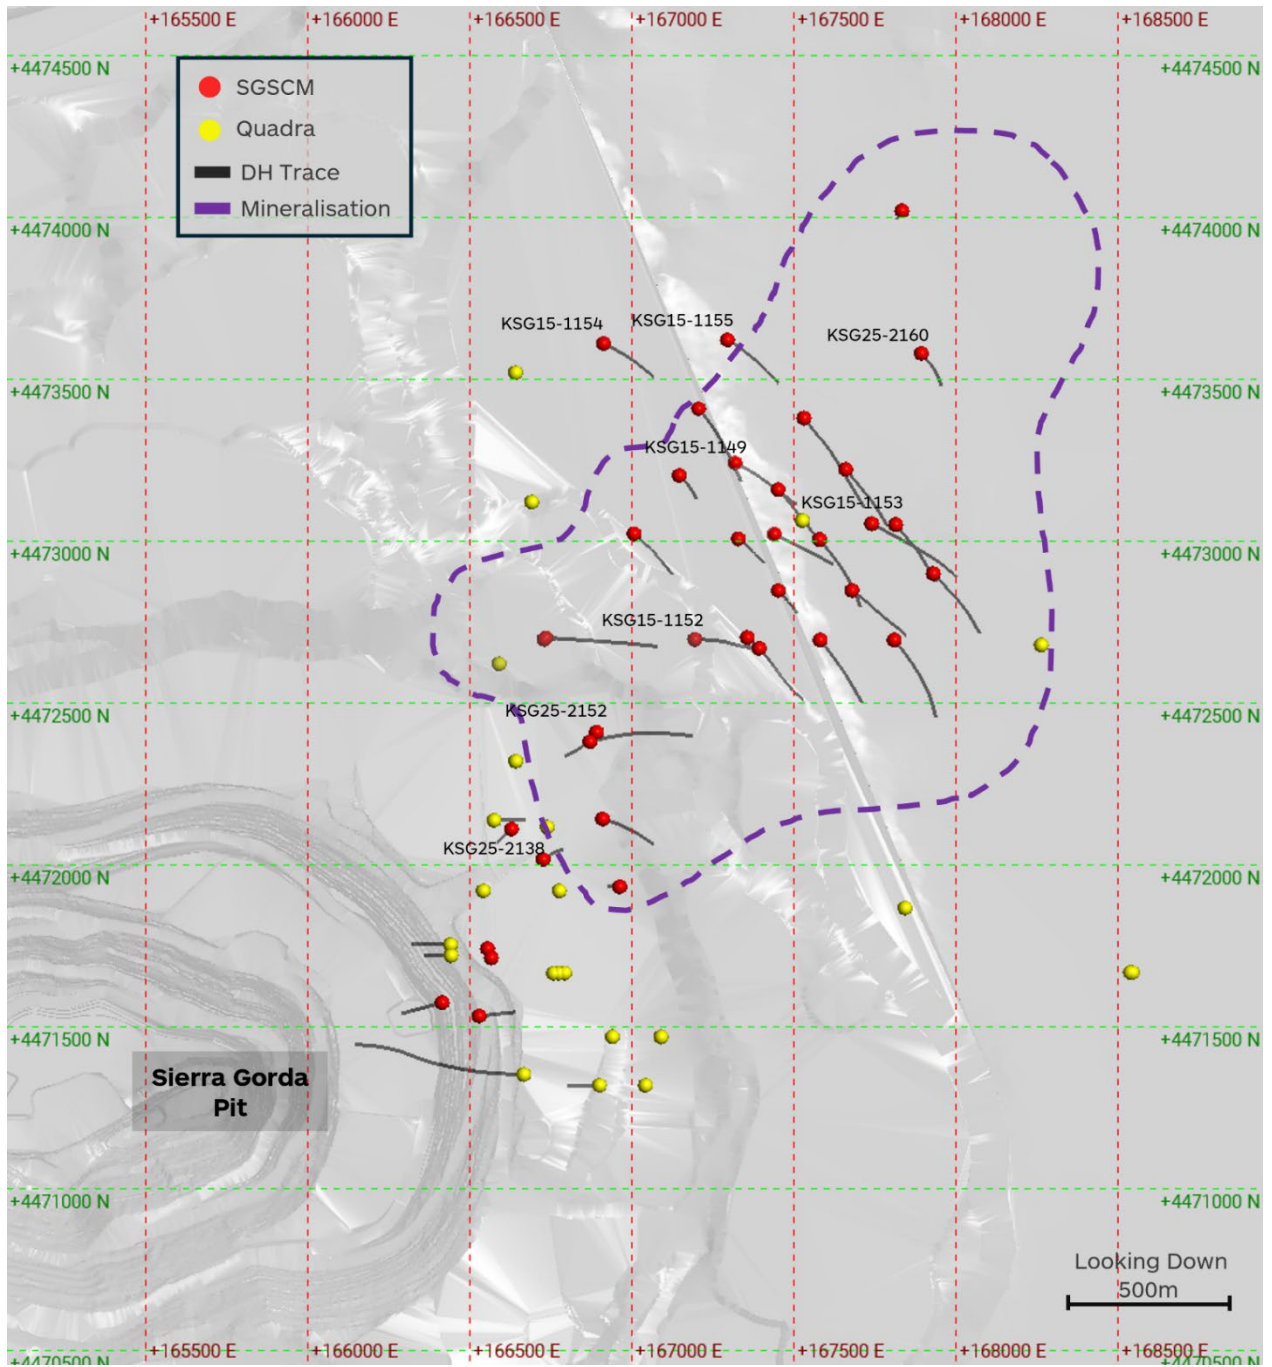 +165500 E +166000 E +166500 E +167000 E +167500 E +168000 E +168500 E
+4474500 N +4474500 N
SGSCM
Quadra
DH Trace
Mineralisation
+4474000 N +4474000 N
KSG15-1154 KSG15-1155
KSG25-2160
+4473500 N +4473500 N
KSG15-1149
KSG15-1153
+4473000 N +4473000 N
KSG15-1152
KSG25-2152
+4472500 N +4472500 N
KSG25-2138
+4472000 N +4472000 N
+4471500 N +4471500 N
Sierra Gorda
Pit
+4471000 N +4471000 N
Looking Down
500m
+165500 E +166000 E +166500 E +167000 E +167500 E +168000 E +168500 E
+4470500 N +4470500 N